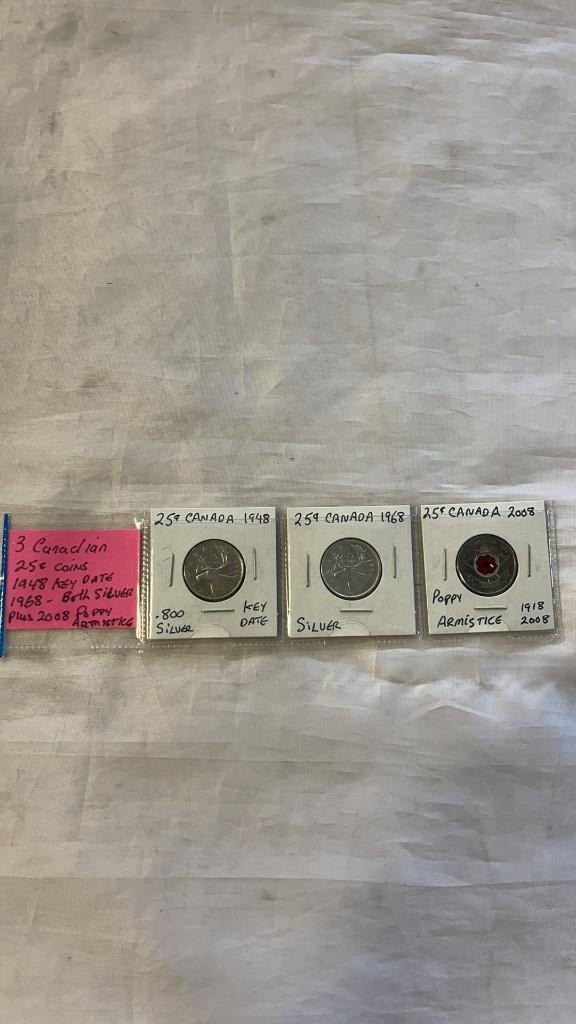 3 Canadian
25¢ COINS
1948 KEY DATE
1968 - Both SILVER
Plus 2008 POPPY
ARMISTICE
25¢ CANADA 1948
.800
SILVER
KEY
DATE
25¢ CANADA 1968
SILVER
25¢ CANADA 2008
POPPY
ARMISTICE
1918
2008